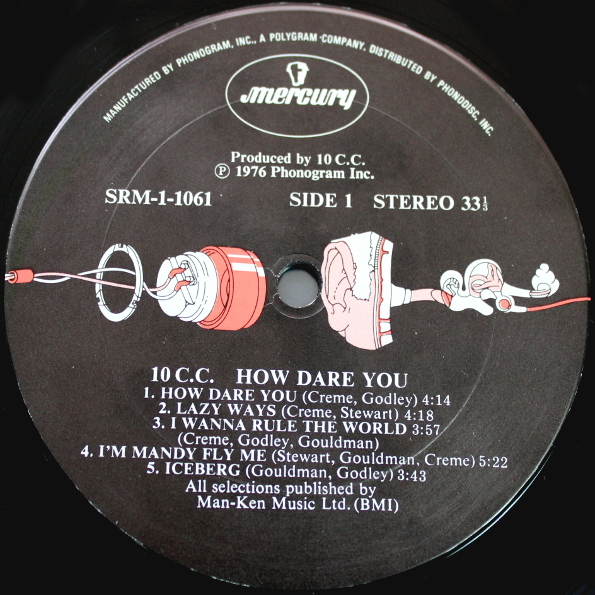 MANUFACTURED BY PHONOGRAM, INC., A POLYGRAM COMPANY, DISTRIBUTED BY PHONODISC, INC.
mercury
Produced by 10 C.C.
℗ 1976 Phonogram Inc.
SRM-1-1061 SIDE 1 STEREO 33⅓
10 C.C. HOW DARE YOU
1. HOW DARE YOU (Creme, Godley) 4:14
2. LAZY WAYS (Creme, Stewart) 4:18
3. I WANNA RULE THE WORLD 3:57
(Creme, Godley, Gouldman)
4. I'M MANDY FLY ME (Stewart, Gouldman, Creme) 5:22
5. ICEBERG (Gouldman, Godley) 3:43
All selections published by
Man-Ken Music Ltd. (BMI)